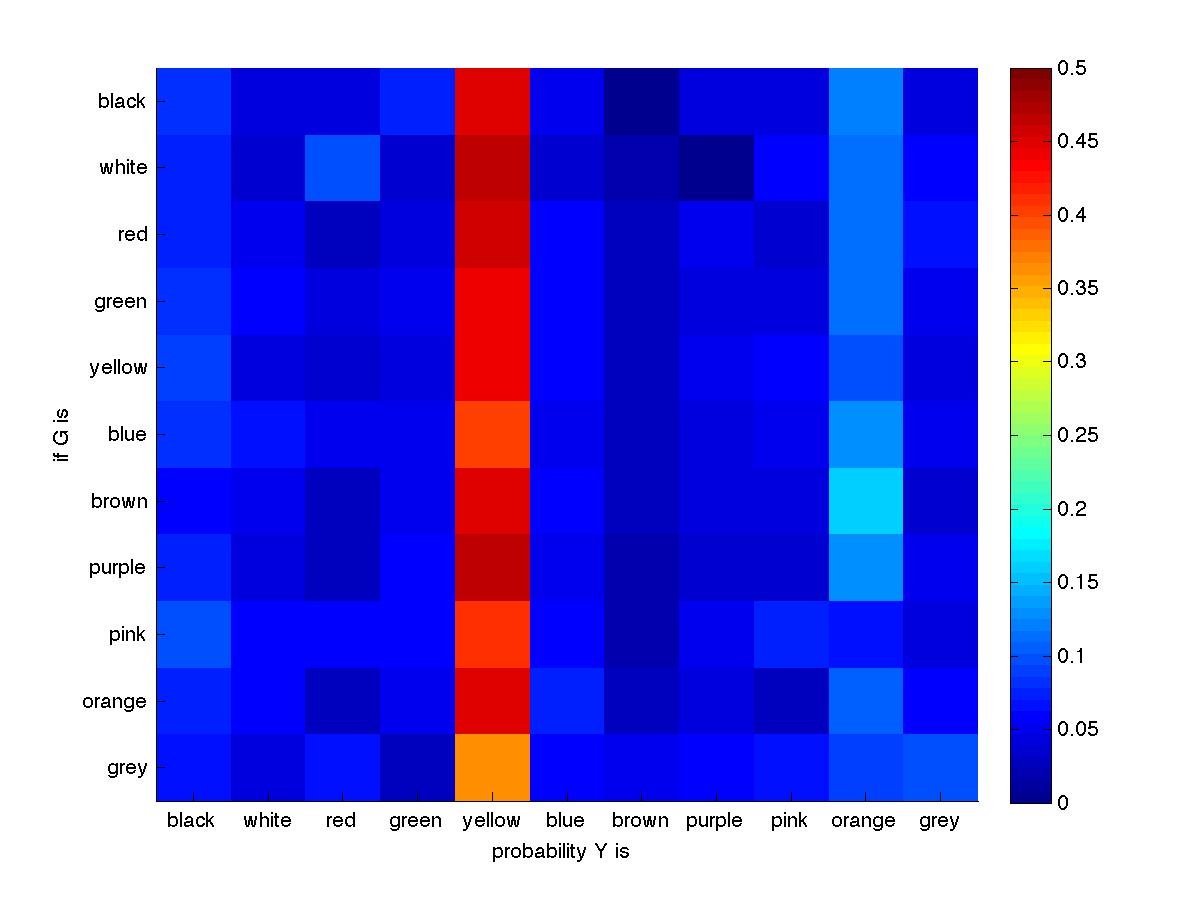 black
white
red
green
yellow
blue
brown
purple
pink
orange
grey
if G is
black white red green yellow blue brown purple pink orange grey
probability Y is
0.5
0.45
0.4
0.35
0.3
0.25
0.2
0.15
0.1
0.05
0